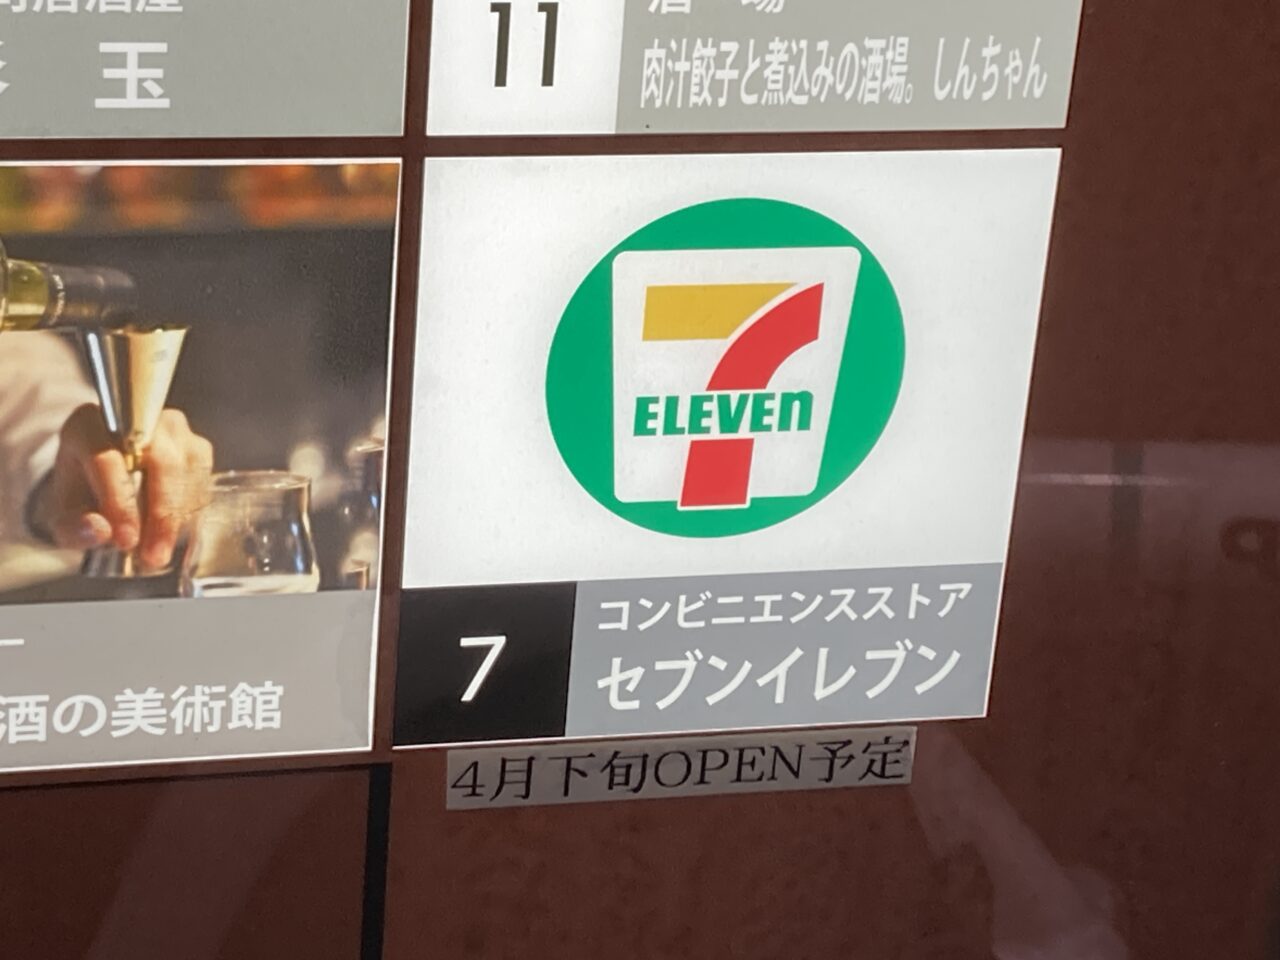 玉
11
肉汁餃子と煮込みの酒場。しんちゃん
7
ELEVEn
7
コンビニエンスストア
セブンイレブン
酒の美術館
4月下旬OPEN予定